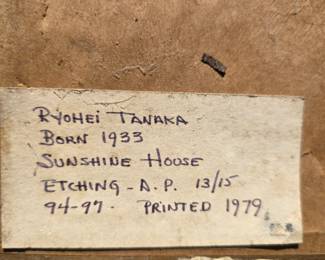 Ryohei Tanaka
Born 1933
Sunshine House
Etching - A.P. 13/15
94-97. Printed 1979